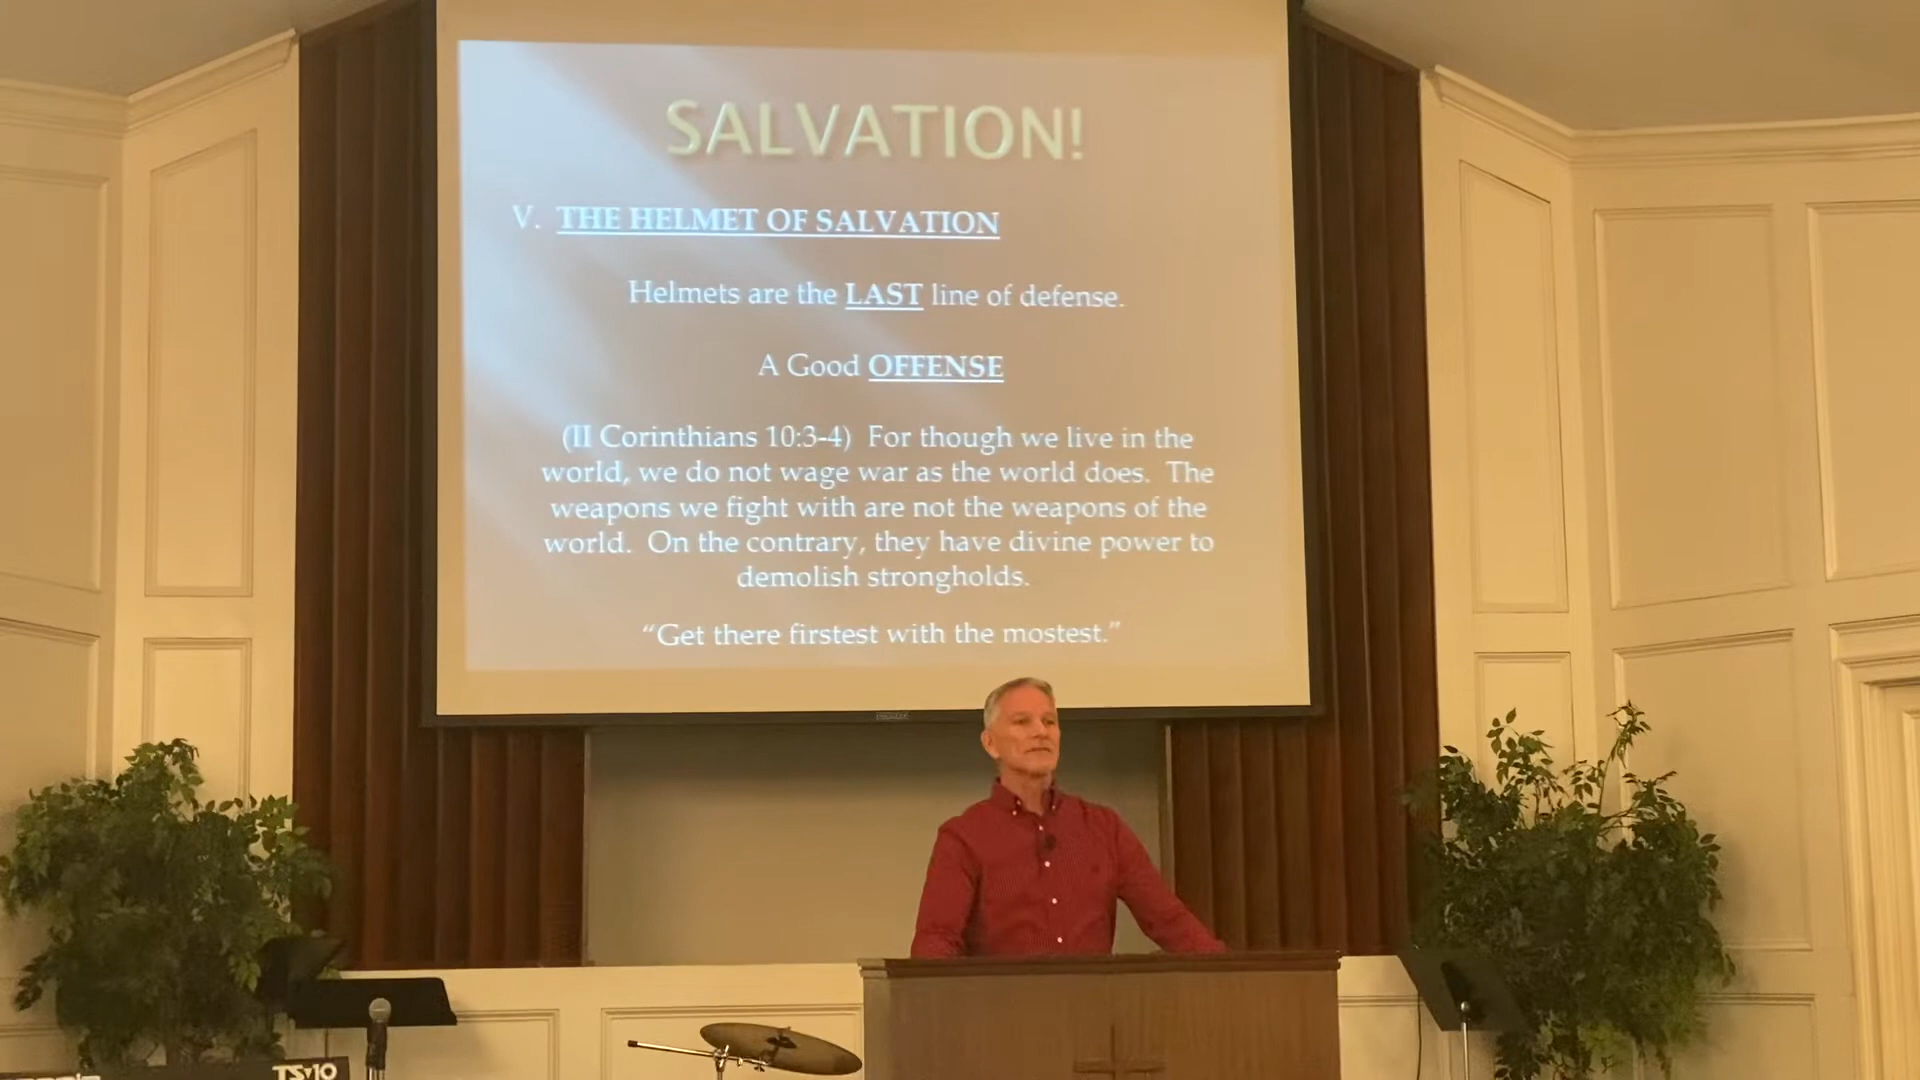 SALVATION!
V. THE HELMET OF SALVATION
Helmets are the LAST line of defense.
A Good OFFENSE
(II Corinthians 10:3-4) For though we live in the
world, we do not wage war as the world does. The
weapons we fight with are not the weapons of the
world. On the contrary, they have divine power to
demolish strongholds.
“Get there firstest with the mostest.”
TS•10